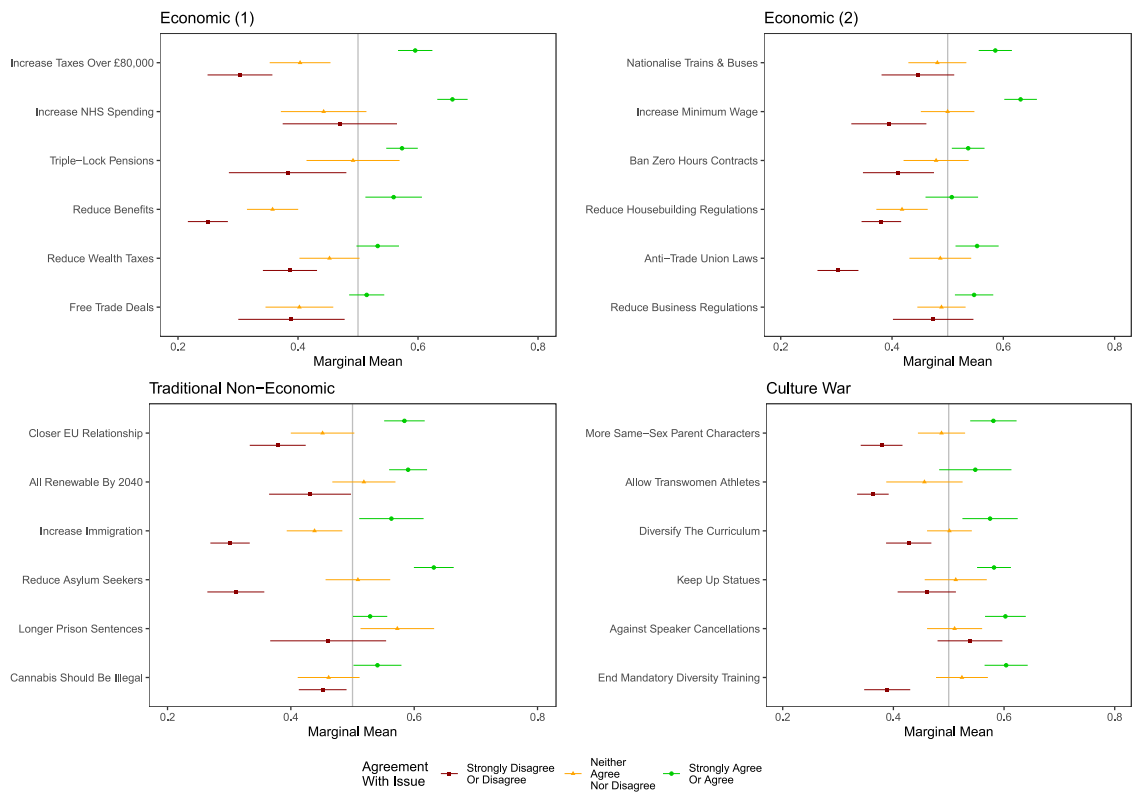 Economic (1)
Increase Taxes Over £80,000
Increase NHS Spending
Triple−Lock Pensions
Reduce Benefits
Reduce Wealth Taxes
Free Trade Deals
0.2 0.4 0.6 0.8
Marginal Mean
Economic (2)
Nationalise Trains & Buses
Increase Minimum Wage
Ban Zero Hours Contracts
Reduce Housebuilding Regulations
Anti−Trade Union Laws
Reduce Business Regulations
0.2 0.4 0.6 0.8
Marginal Mean
Traditional Non−Economic
Closer EU Relationship
All Renewable By 2040
Increase Immigration
Reduce Asylum Seekers
Longer Prison Sentences
Cannabis Should Be Illegal
0.2 0.4 0.6 0.8
Marginal Mean
Culture War
More Same−Sex Parent Characters
Allow Transwomen Athletes
Diversify The Curriculum
Keep Up Statues
Against Speaker Cancellations
End Mandatory Diversity Training
0.2 0.4 0.6 0.8
Marginal Mean
Agreement
With Issue
Strongly Disagree
Or Disagree
Neither
Agree
Nor Disagree
Strongly Agree
Or Agree